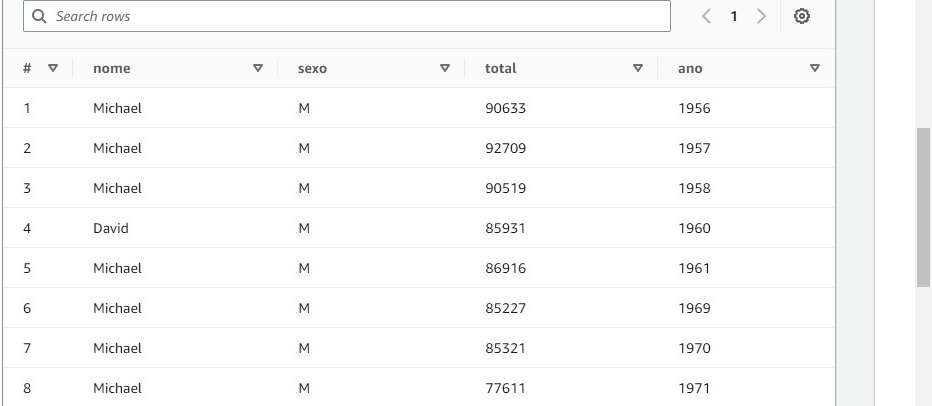 Search rows 1
# nome sexo total ano
1 Michael M 90633 1956
2 Michael M 92709 1957
3 Michael M 90519 1958
4 David M 85931 1960
5 Michael M 86916 1961
6 Michael M 85227 1969
7 Michael M 85321 1970
8 Michael M 77611 1971